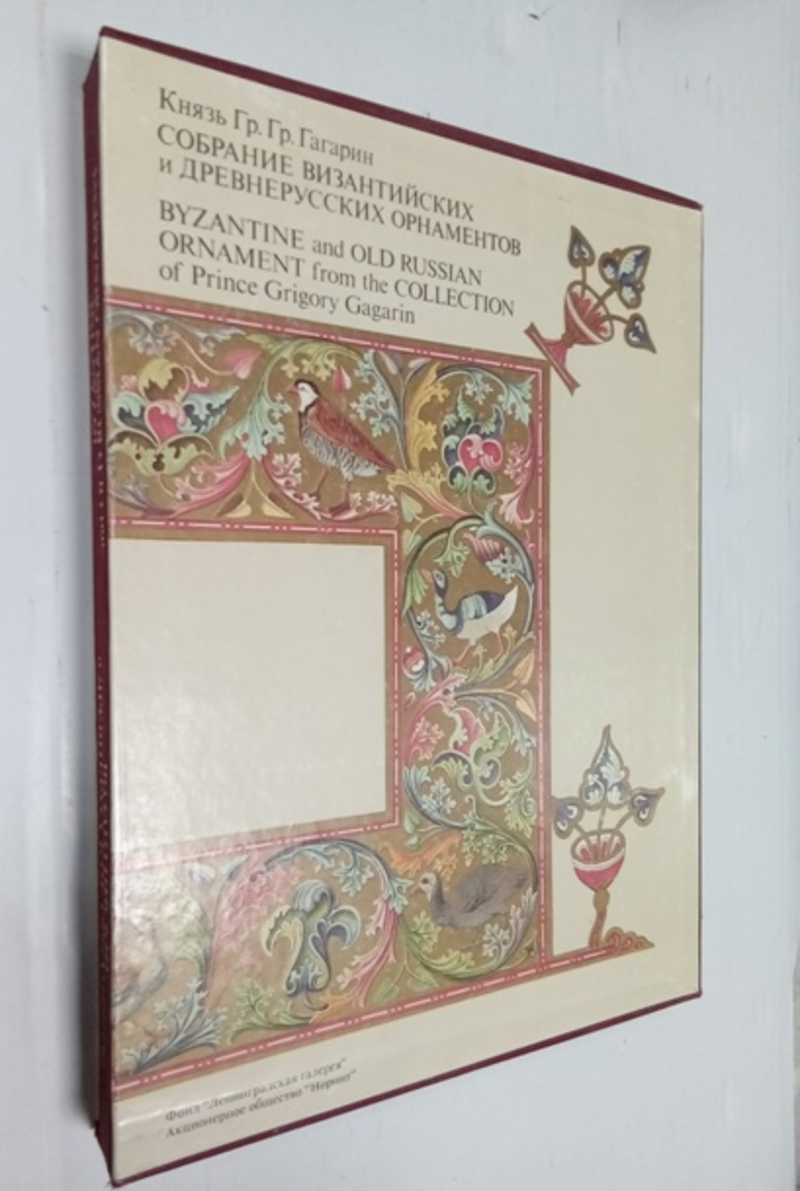 Князь Гр. Гр. Гагарин
СОБРАНИЕ ВИЗАНТИЙСКИХ
и ДРЕВНЕРУССКИХ ОРНАМЕНТОВ
BYZANTINE and OLD RUSSIAN
ORNAMENT from the COLLECTION
of Prince Grigory Gagarin
Фонд "Ленинградская галерея"
Акционерное общество